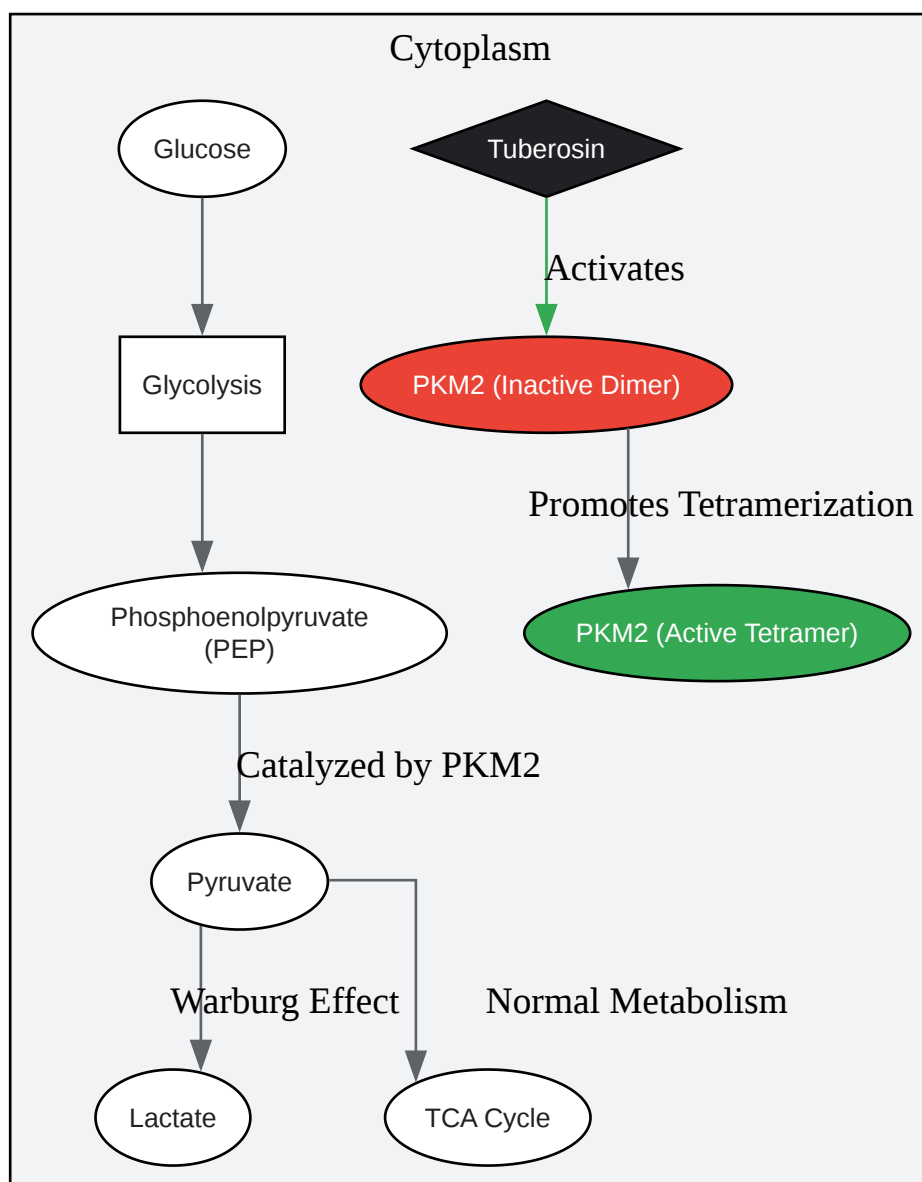 Cytoplasm
Glucose
Tuberosin
Activates
Glycolysis
PKM2 (Inactive Dimer)
Promotes Tetramerization
Phosphoenolpyruvate
(PEP)
PKM2 (Active Tetramer)
Catalyzed by PKM2
Pyruvate
Warburg Effect
Normal Metabolism
Lactate
TCA Cycle